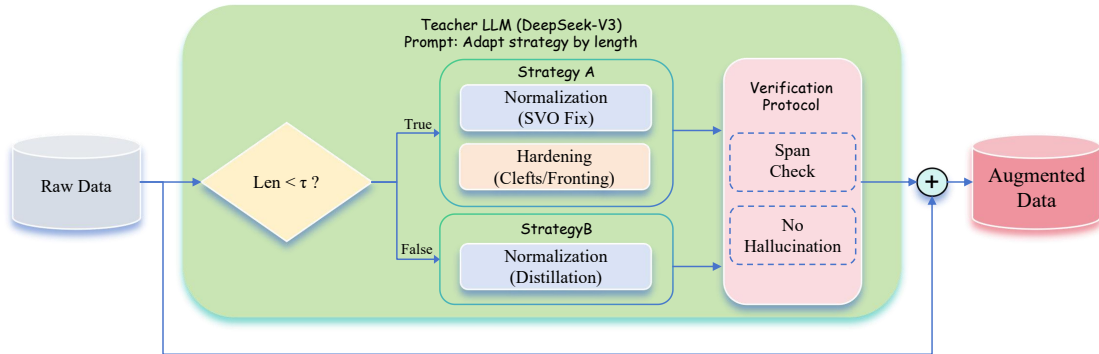 Teacher LLM (DeepSeek-V3)
Prompt: Adapt strategy by length
Raw Data
Len < τ ?
True
False
Strategy A
Normalization
(SVO Fix)
Hardening
(Clefts/Fronting)
StrategyB
Normalization
(Distillation)
Verification
Protocol
Span
Check
No
Hallucination
+
Augmented
Data